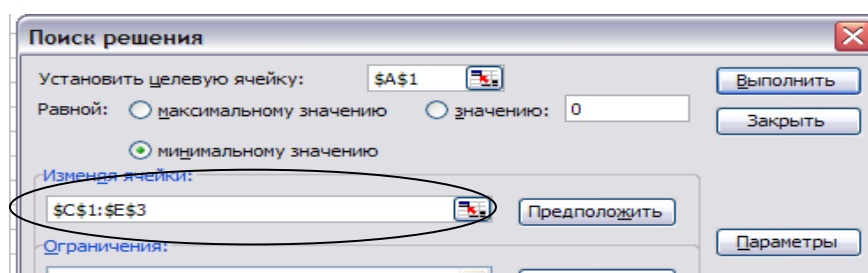 Поиск решения
Установить целевую ячейку: $A$1
Выполнить
Равной: максимальному значению значению: 0
Закрыть
минимальному значению
Изменяя ячейки:
$C$1:$E$3 Предположить
Ограничения:
Параметры